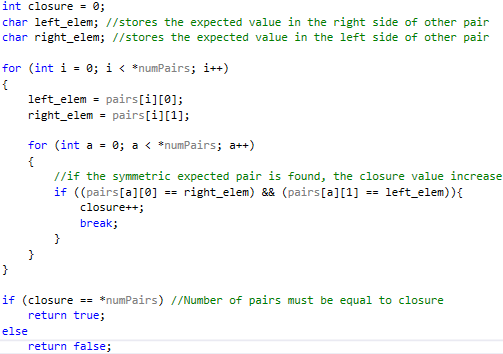 int closure = 0;
char left_elem; //stores the expected value in the right side of other pair
char right_elem; //stores the expected value in the left side of other pair
for (int i = 0; i < *numPairs; i++)
{
left_elem = pairs[i][0];
right_elem = pairs[i][1];
for (int a = 0; a < *numPairs; a++)
{
//if the symmetric expected pair is found, the closure value increase
if ((pairs[a][0] == right_elem) && (pairs[a][1] == left_elem)){
closure++;
break;
}
}
}
if (closure == *numPairs) //Number of pairs must be equal to closure
return true;
else
return false;